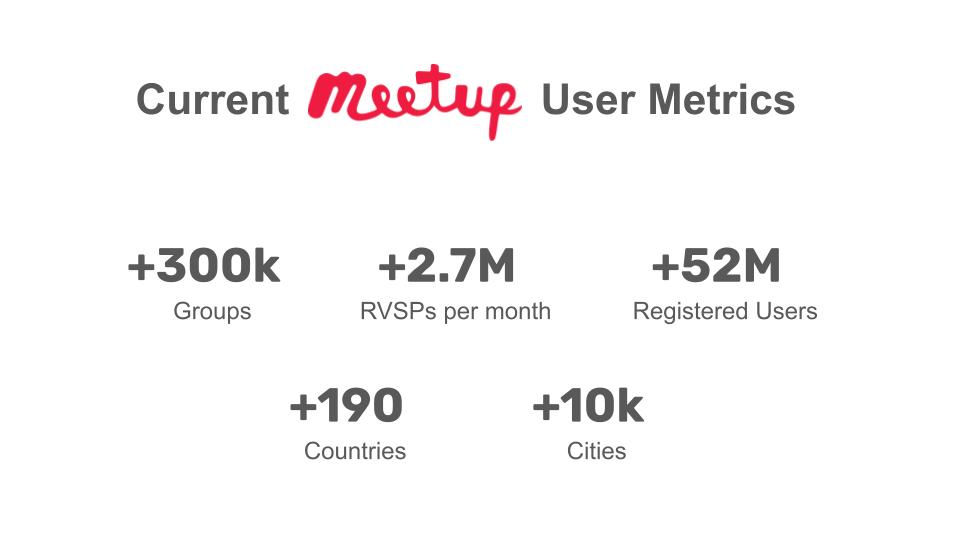 Current meetup User Metrics
+300k +2.7M +52M
Groups RVSPs per month Registered Users
+190 +10k
Countries Cities